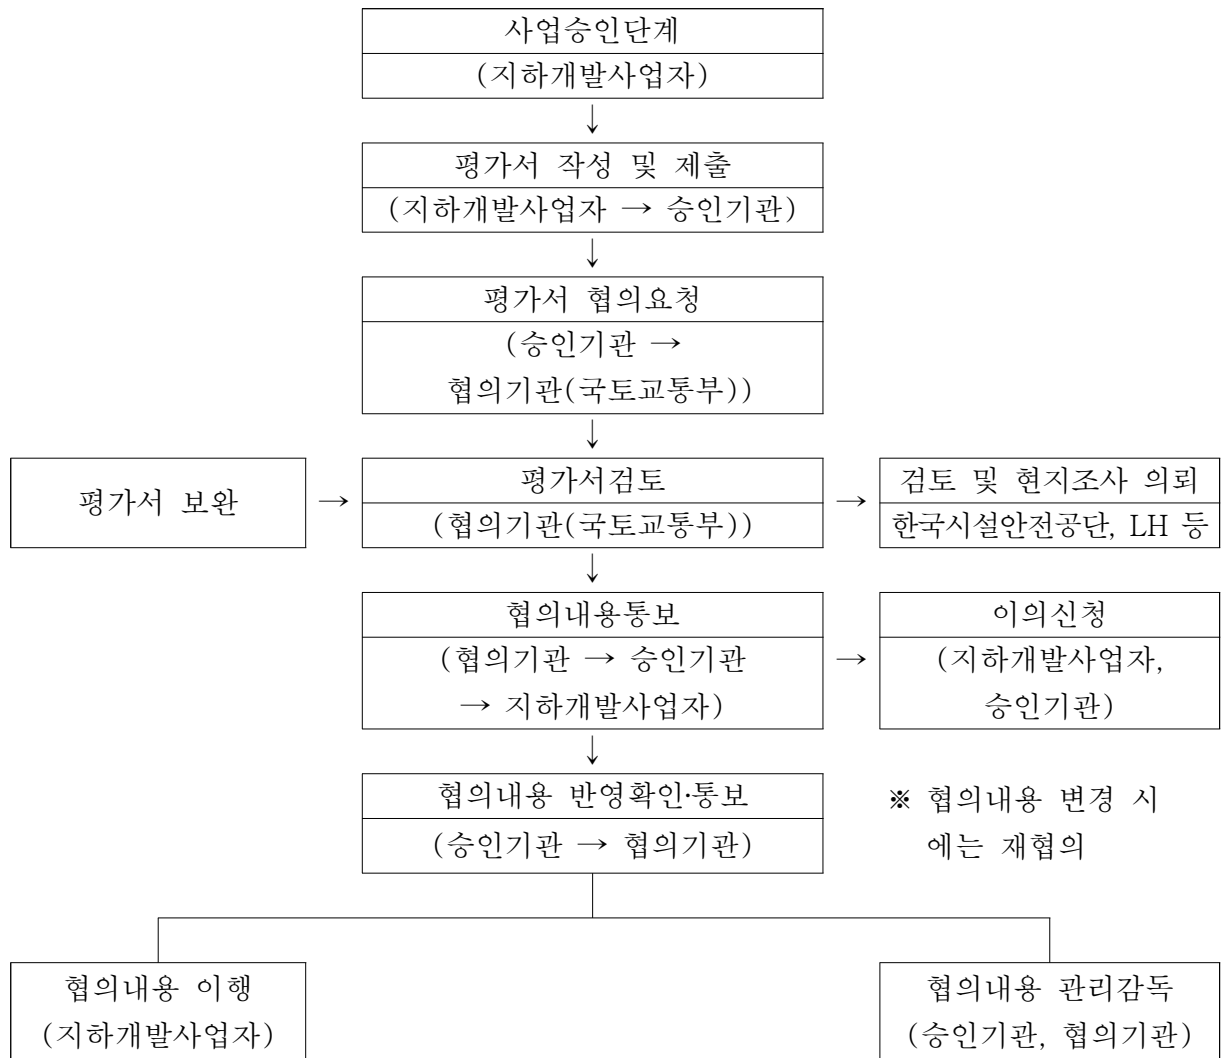 사업승인단계
(지하개발사업자)
↓
평가서 작성 및 제출
(지하개발사업자 → 승인기관)
↓
평가서 협의요청
(승인기관 →
협의기관(국토교통부))
↓
평가서 보완
→
평가서검토
(협의기관(국토교통부))
→
검토 및 현지조사 의뢰
한국시설안전공단, LH 등
↓
협의내용통보
(협의기관 → 승인기관
→ 지하개발사업자)
→
이의신청
(지하개발사업자,
승인기관)
↓
협의내용 반영확인·통보
(승인기관 → 협의기관)
※ 협의내용 변경 시
에는 재협의
협의내용 이행
(지하개발사업자)
협의내용 관리감독
(승인기관, 협의기관)